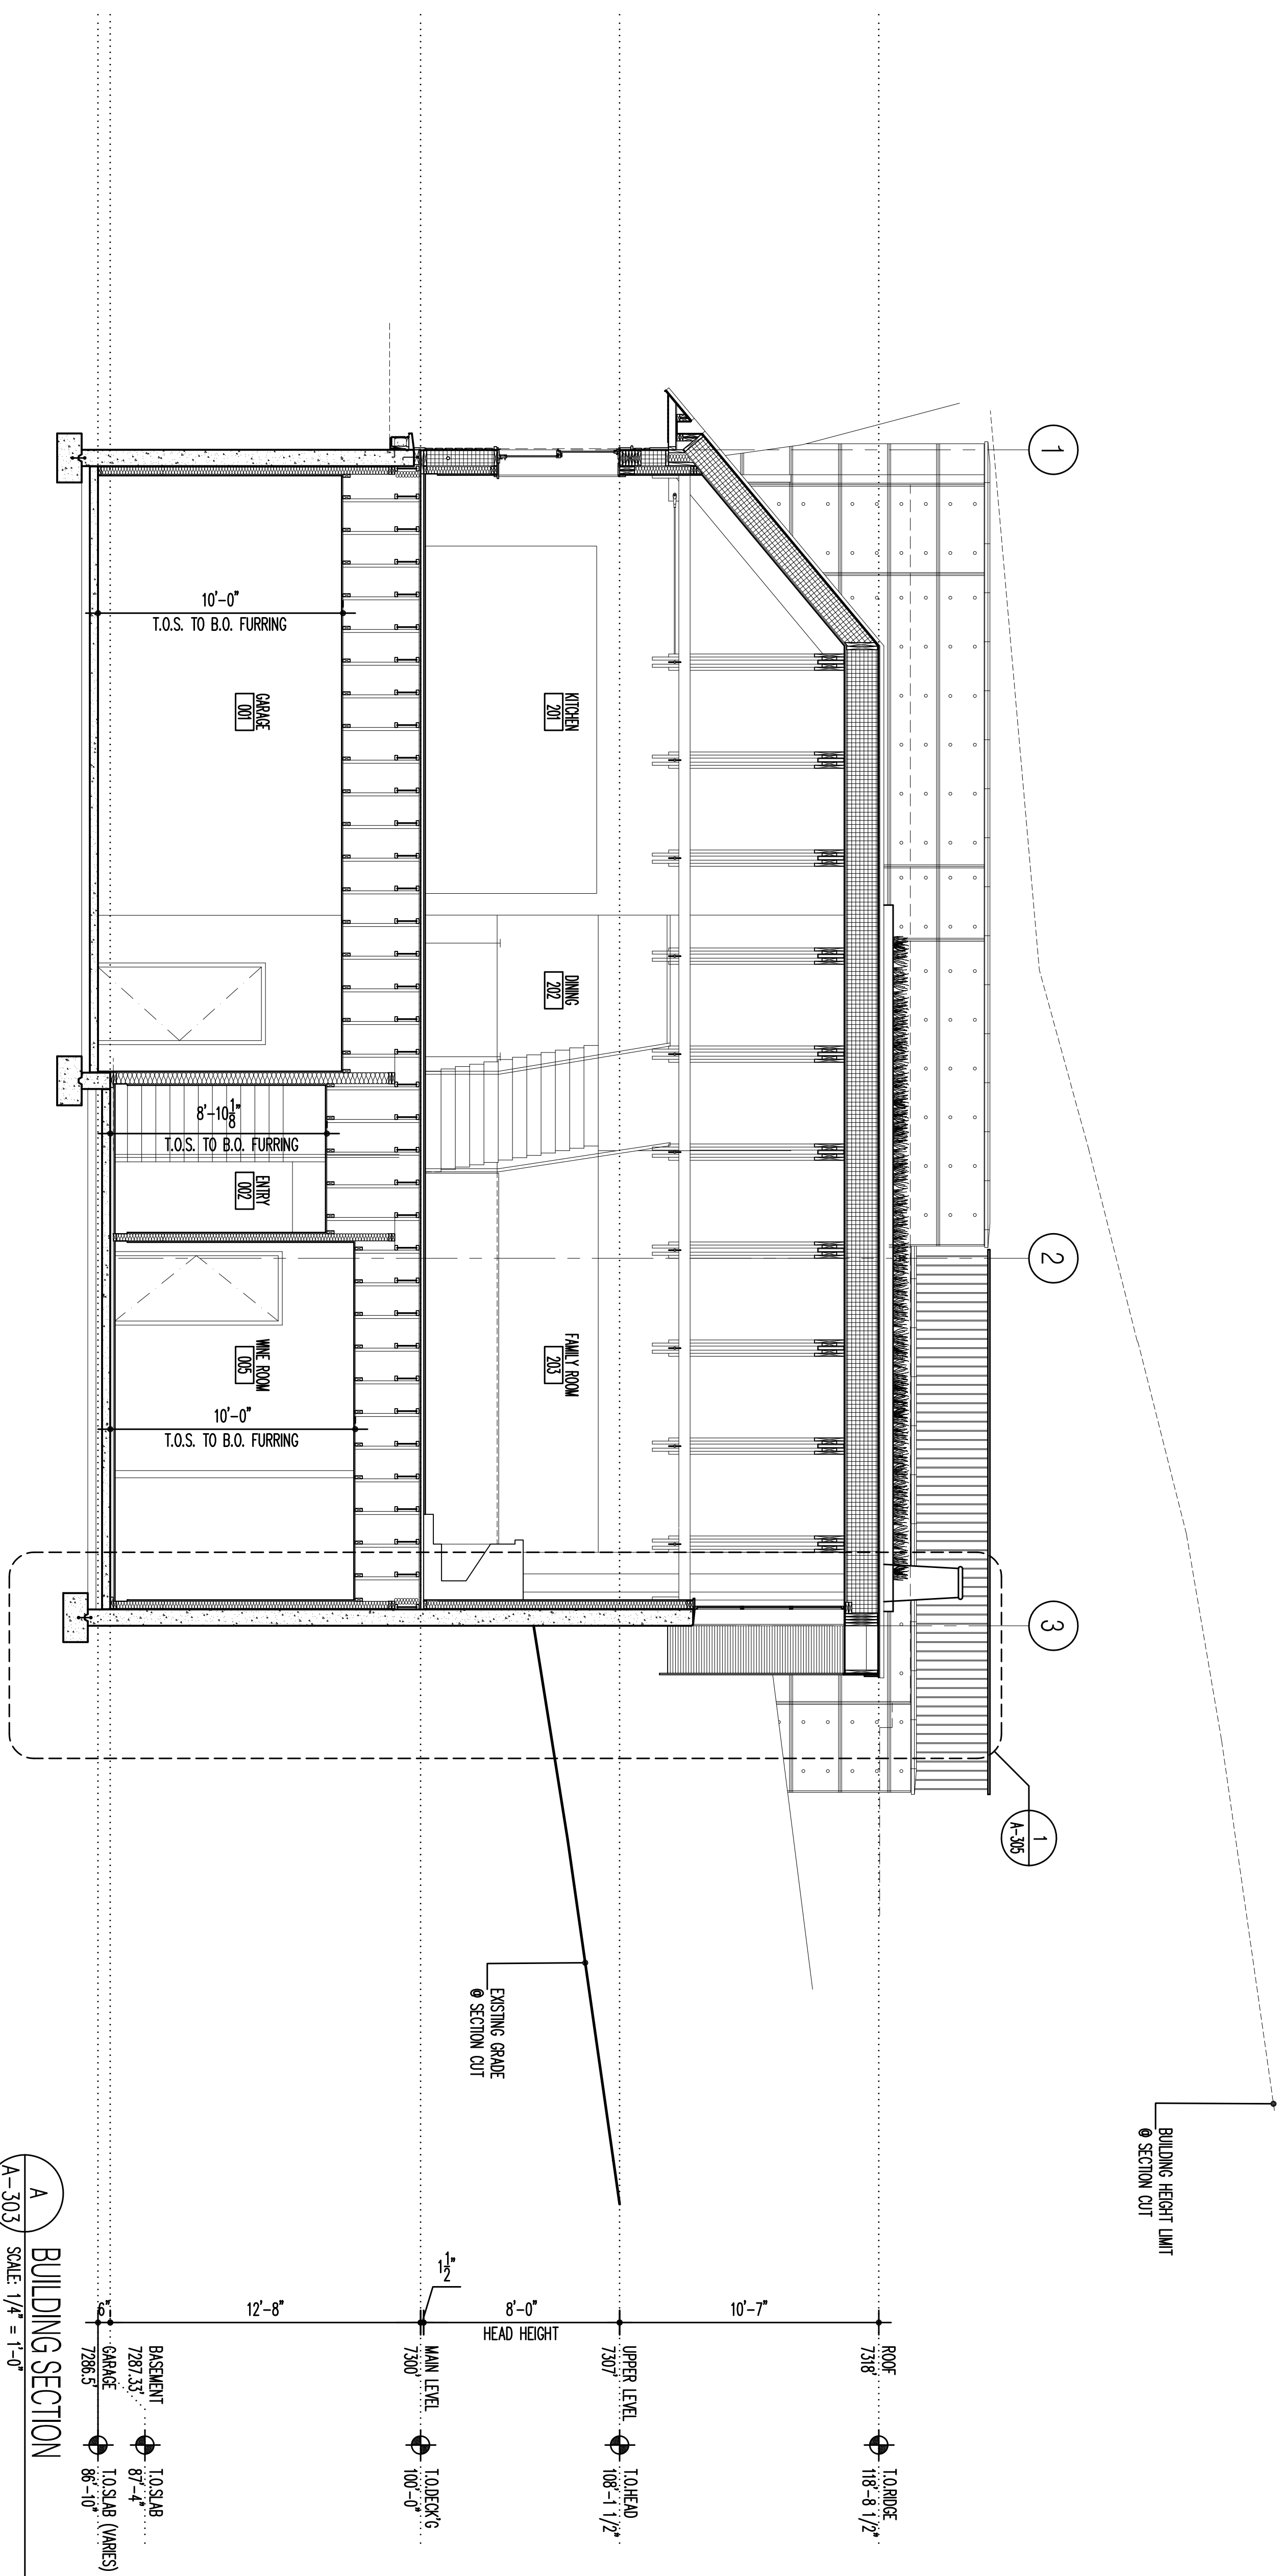 1
2
3
1
A-305
BUILDING HEIGHT LIMIT
@ SECTION CUT
EXISTING GRADE
@ SECTION CUT
KITCHEN
201
DINING
202
FAMILY ROOM
203
GARAGE
001
ENTRY
002
WINE ROOM
005
10'-0"
T.O.S. TO B.O. FURRING
8'-10 1/8"
T.O.S. TO B.O. FURRING
10'-0"
T.O.S. TO B.O. FURRING
10'-7"
8'-0"
HEAD HEIGHT
1 1/2"
12'-8"
6"
ROOF
7318'
T.O.RIDGE
118'-8 1/2"
UPPER LEVEL
7307'
T.O.HEAD
108'-1 1/2"
MAIN LEVEL
7300'
T.O.DECK'G
100'-0"
BASEMENT
7287.33'
T.O.SLAB
87'-4"
GARAGE
7286.5'
T.O.SLAB (VARIES)
86'-10"
A
A-303
BUILDING SECTION
SCALE: 1/4" = 1'-0"